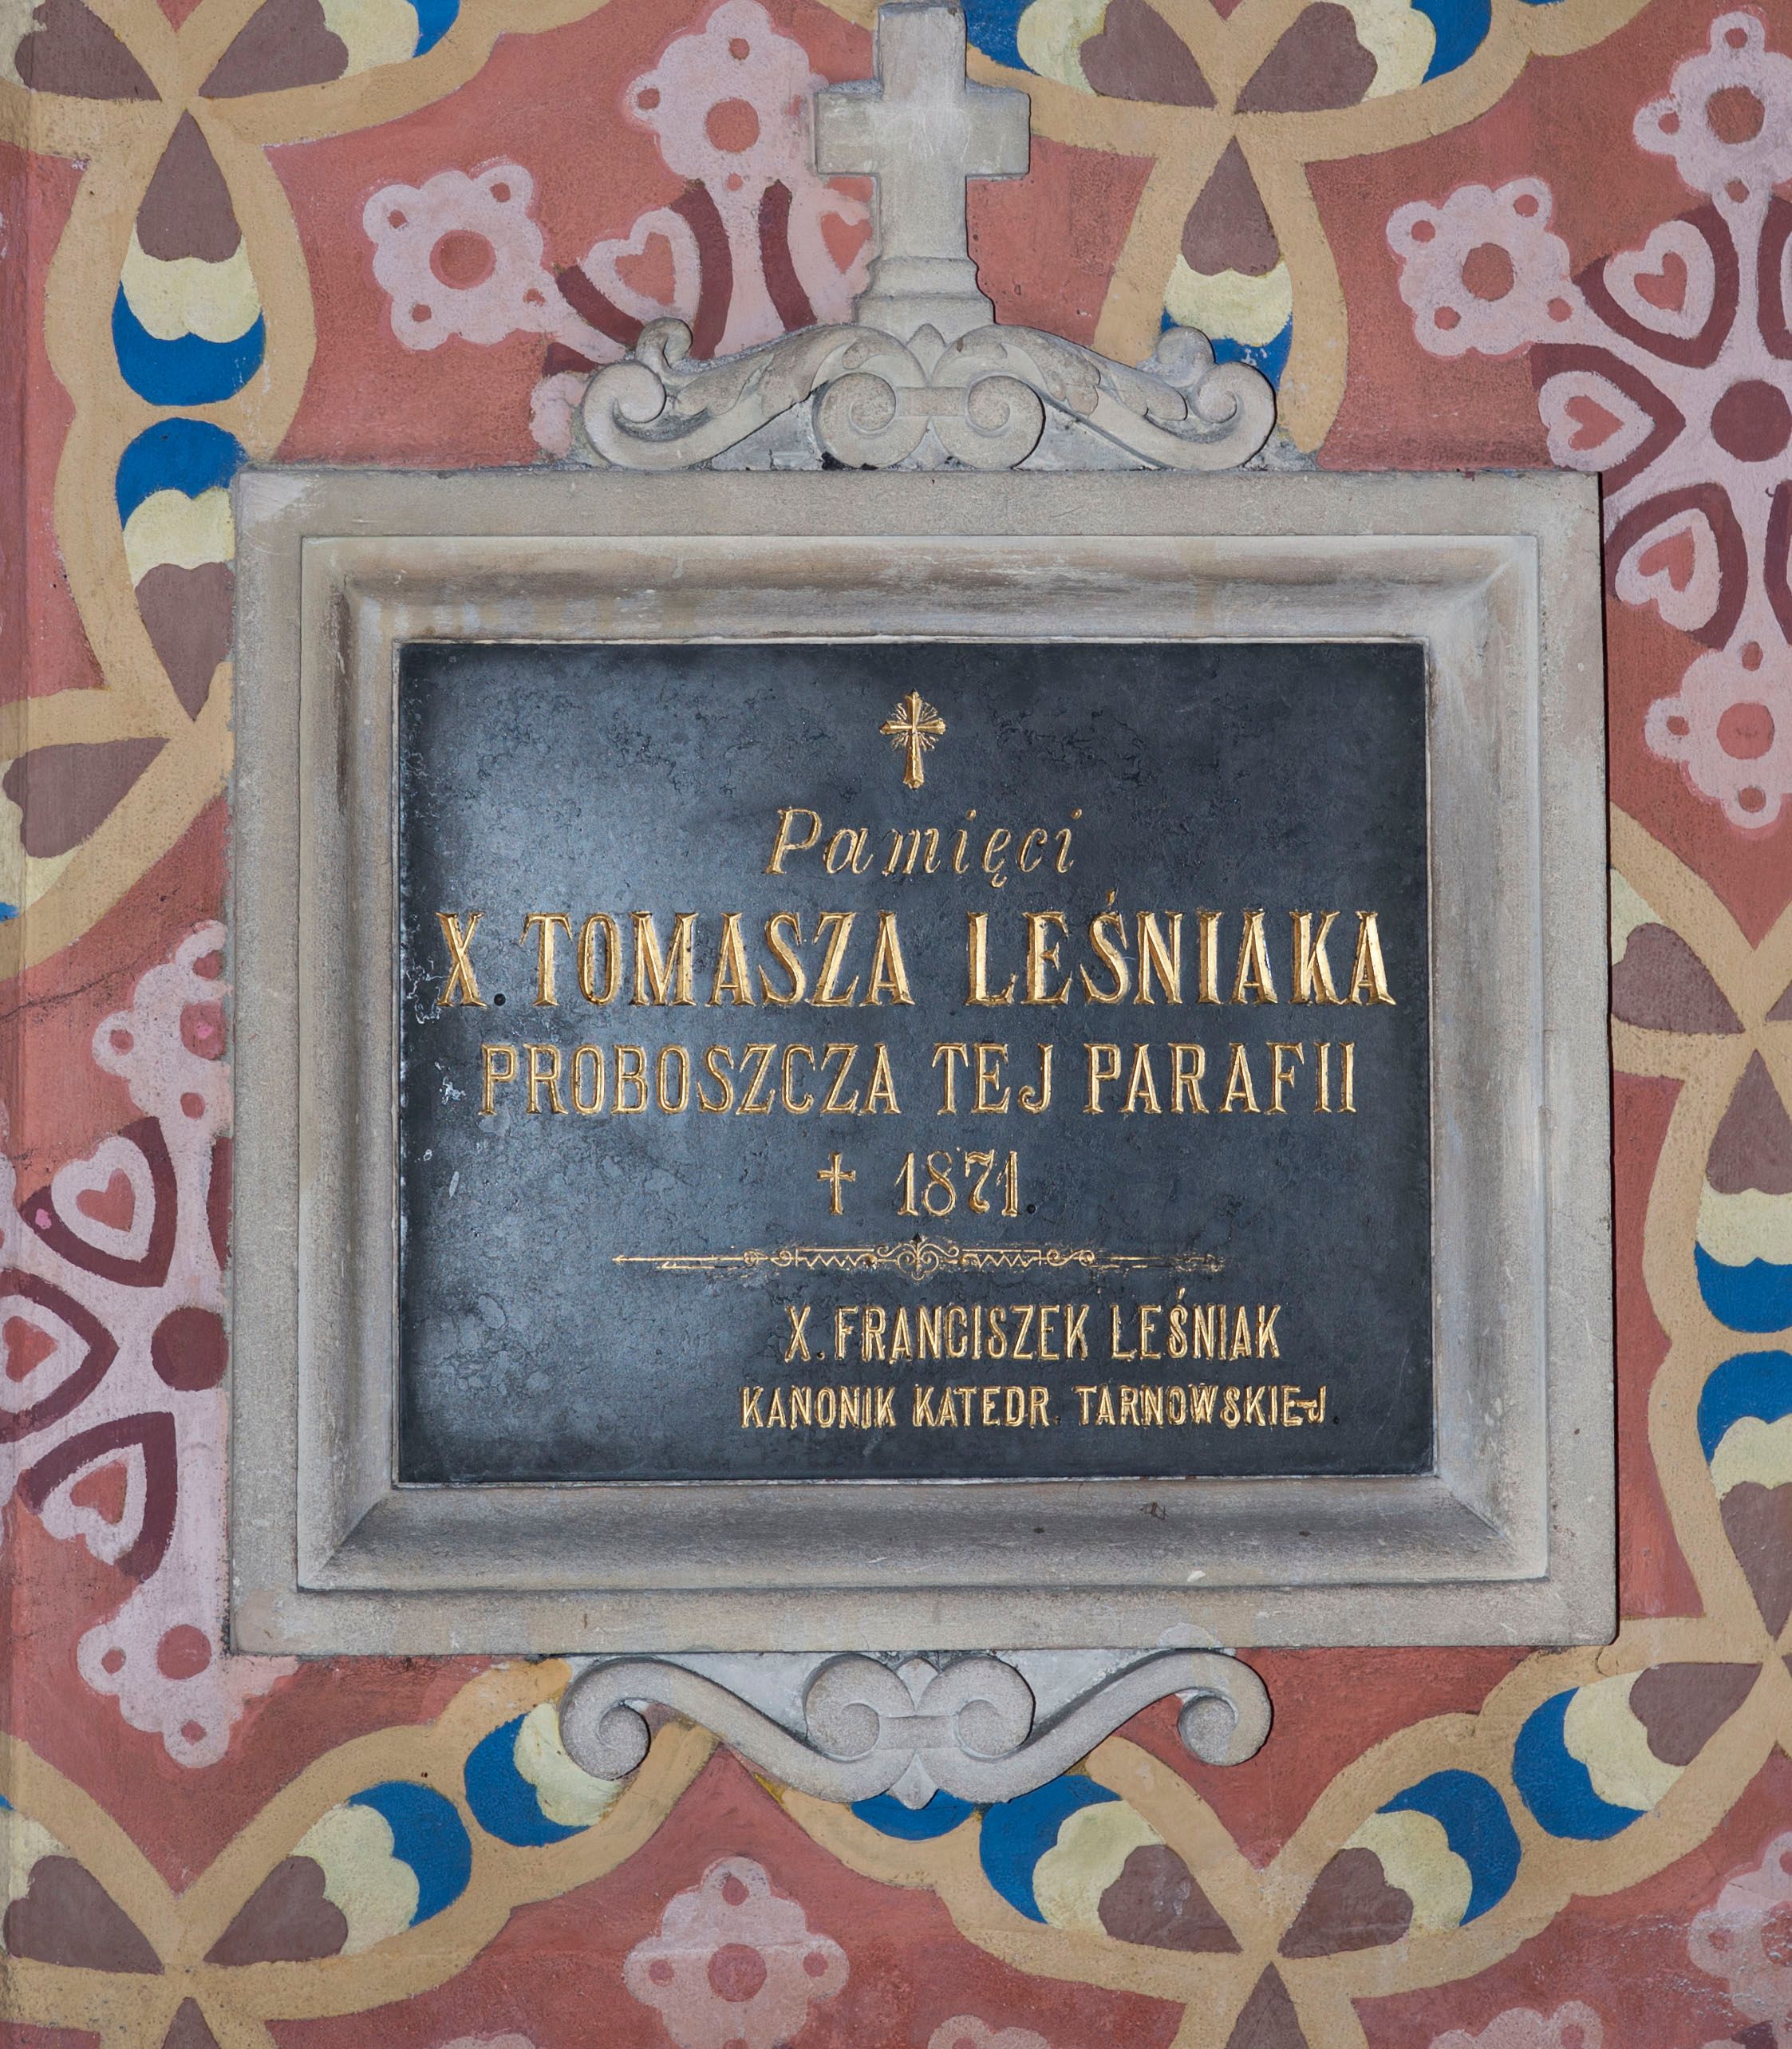 Pamięci
X. TOMASZA LEŚNIAKA
PROBOSZCZA TEJ PARAFII
† 1871.
X. FRANCISZEK LEŚNIAK
KANONIK KATEDR. TARNOWSKIEJ.